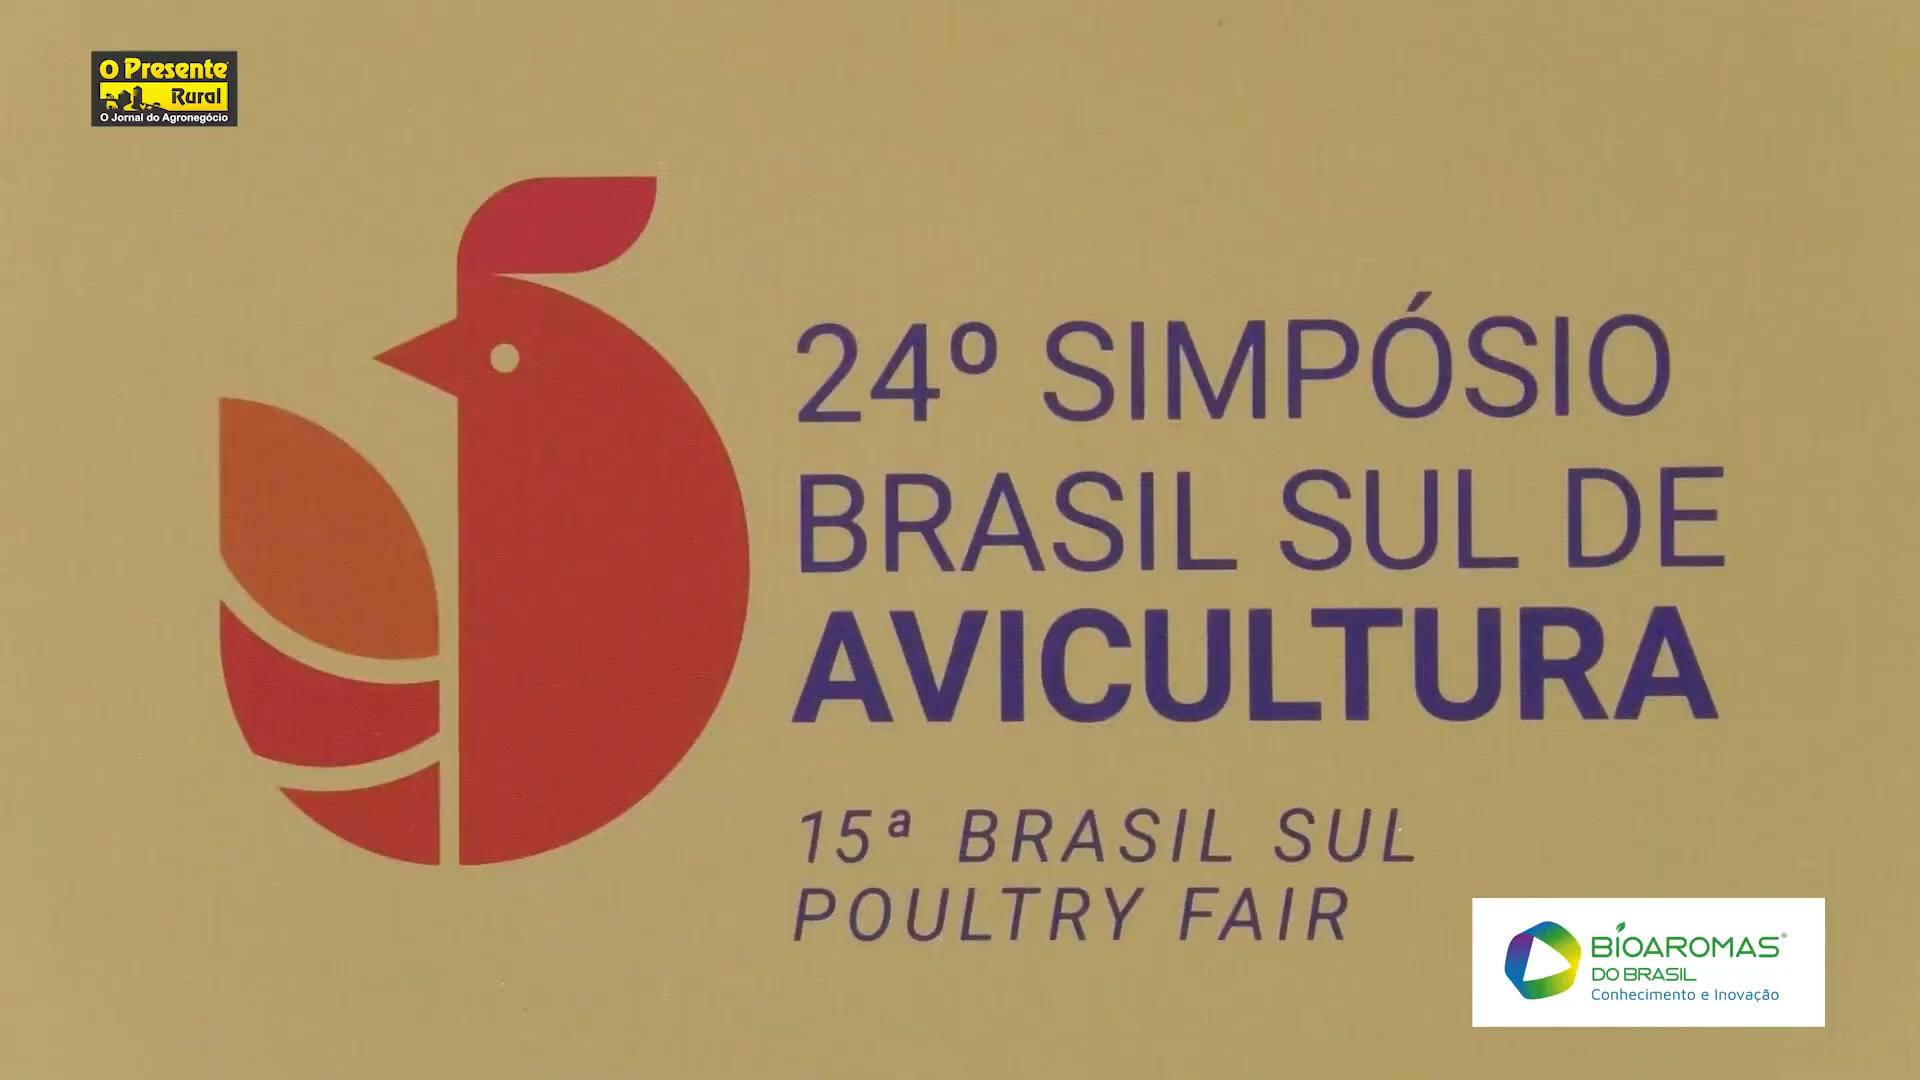 O Presente
Rural
O Jornal do Agronegócio
24º SIMPÓSIO
BRASIL SUL DE
AVICULTURA
15ª BRASIL SUL
POULTRY FAIR
BIOAROMAS®
DO BRASIL
Conhecimento e Inovação